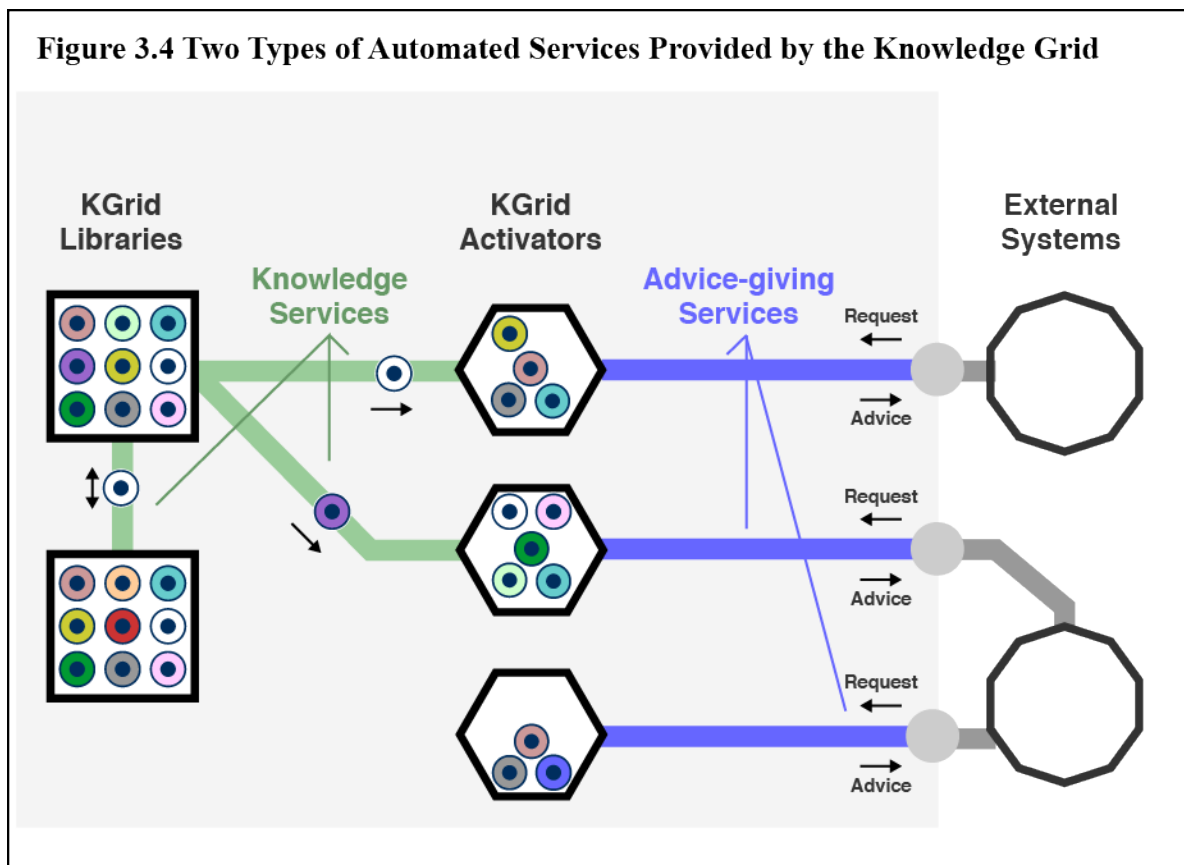 Figure 3.4 Two Types of Automated Services Provided by the Knowledge Grid
KGrid
Libraries
KGrid
Activators
External
Systems
Knowledge
Services
Advice-giving
Services
Request
Advice
Request
Advice
Request
Advice